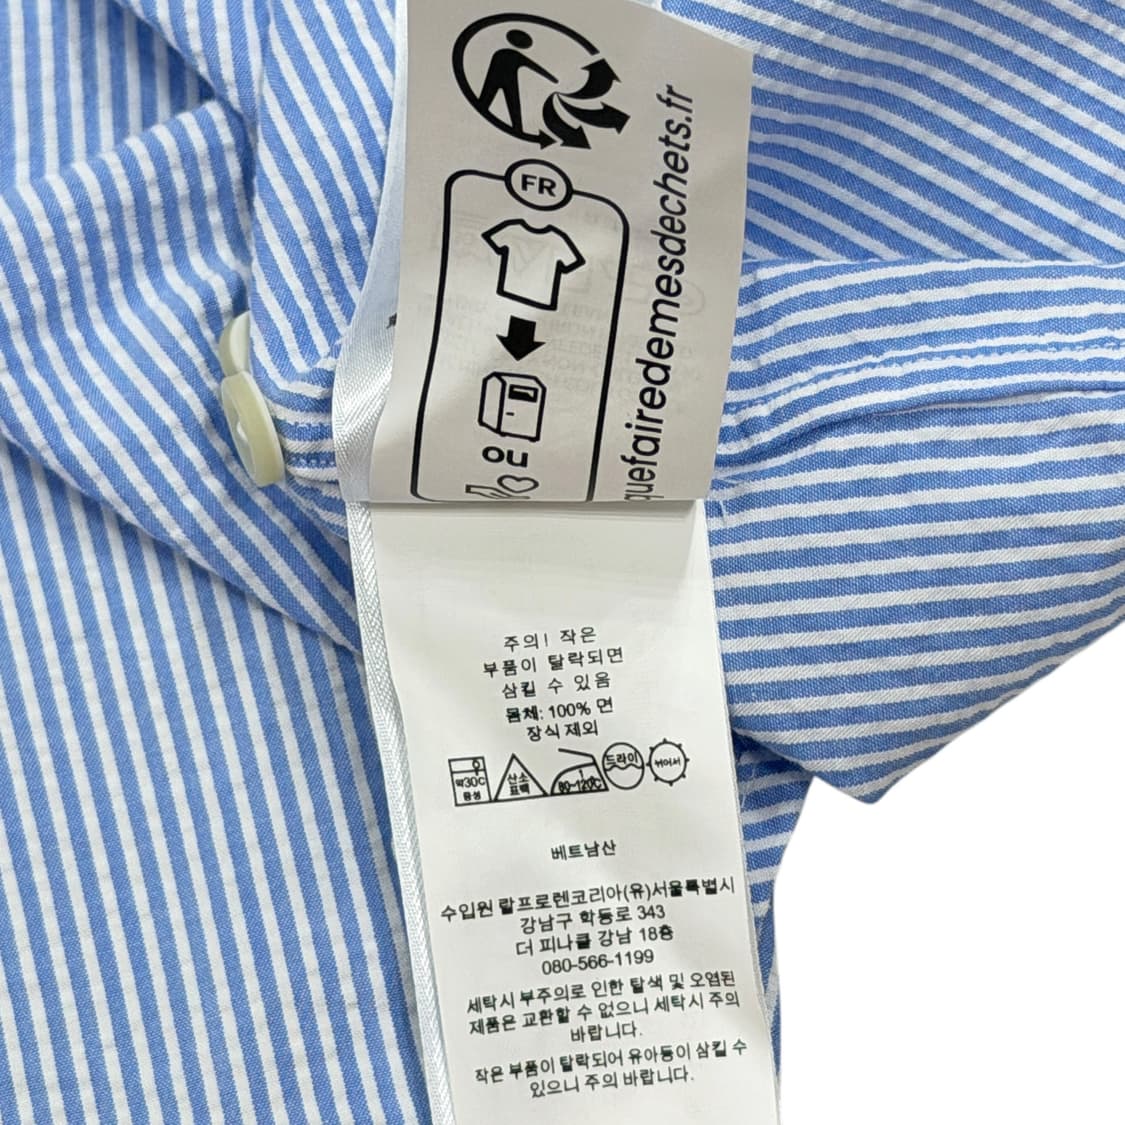 FR
quefairedemesdechets.fr
주의! 작은
부품이 탈락되면
삼킬 수 있음
몸체: 100% 면
장식 제외
약30℃
중성
산소
표백
80~120℃
드라이
뉘어서
베트남산
수입원 랄프로렌코리아(유)서울특별시
강남구 학동로 343
더 피나클 강남 18층
080-566-1199
세탁시 부주의로 인한 탈색 및 오염된
제품은 교환할 수 없으니 세탁시 주의
바랍니다.
작은 부품이 탈락되어 유아등이 삼킬 수
있으니 주의 바랍니다.